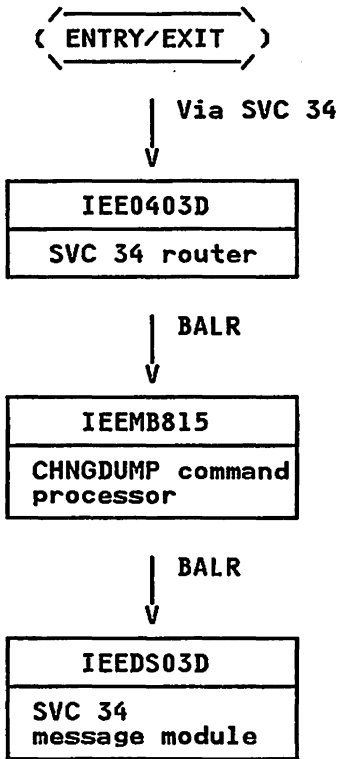 ENTRY/EXIT
Via SVC 34
IEE0403D
SVC 34 router
BALR
IEEMB815
CHNGDUMP command
processor
BALR
IEEDS03D
SVC 34
message module